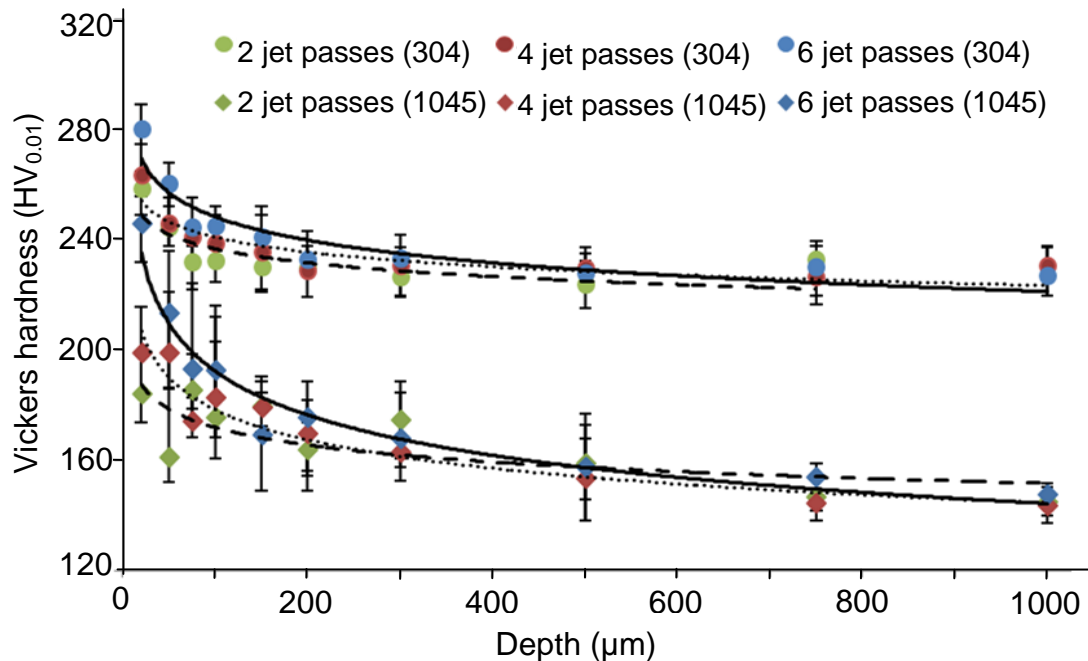 320
2 jet passes (304) 4 jet passes (304) 6 jet passes (304)
2 jet passes (1045) 4 jet passes (1045) 6 jet passes (1045)
280
240
200
160
120
Vickers hardness (HV0.01)
0 200 400 600 800 1000
Depth (µm)